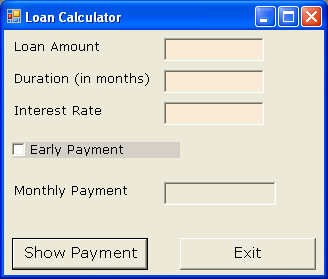 Loan Calculator
Loan Amount
Duration (in months)
Interest Rate
Early Payment
Monthly Payment
Show Payment
Exit